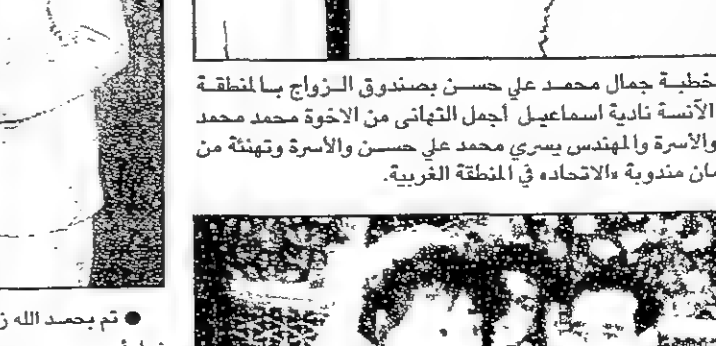 خطبة جمال محمد علي حسن بصندوق الزواج بالمنطقة
الآنسة نادية اسماعيل أجمل التهانى من الاخوة محمد محمد
والأسرة والمهندس يسري محمد علي حسن والأسرة وتهنئة من
مندوبة «الاتحاد» في المنطقة الغربية.
● تم بحمد الله